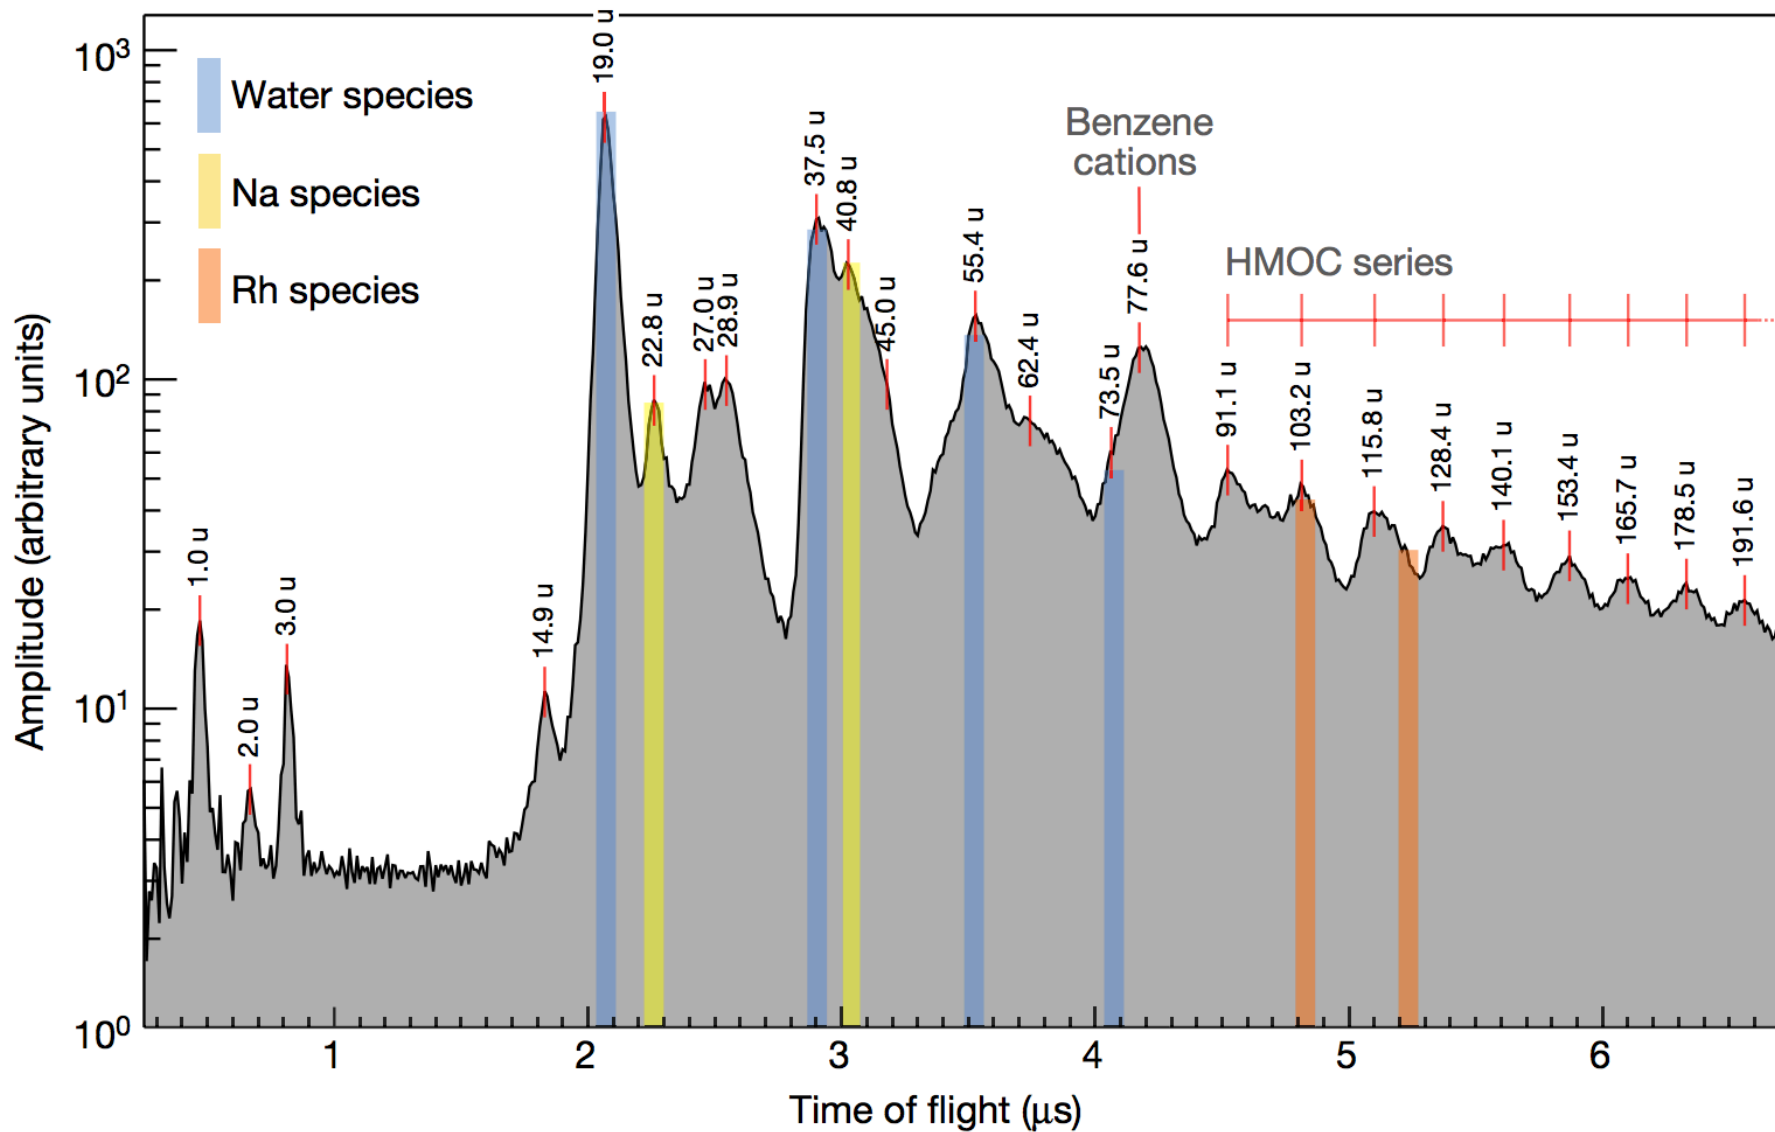 10³
10²
10¹
10⁰
Amplitude (arbitrary units)
Water species
Na species
Rh species
1.0 u
2.0 u
3.0 u
14.9 u
19.0 u
22.8 u
27.0 u
28.9 u
37.5 u
40.8 u
45.0 u
55.4 u
62.4 u
73.5 u
Benzene
cations
77.6 u
HMOC series
91.1 u
103.2 u
115.8 u
128.4 u
140.1 u
153.4 u
165.7 u
178.5 u
191.6 u
1
2
3
4
5
6
Time of flight (μs)